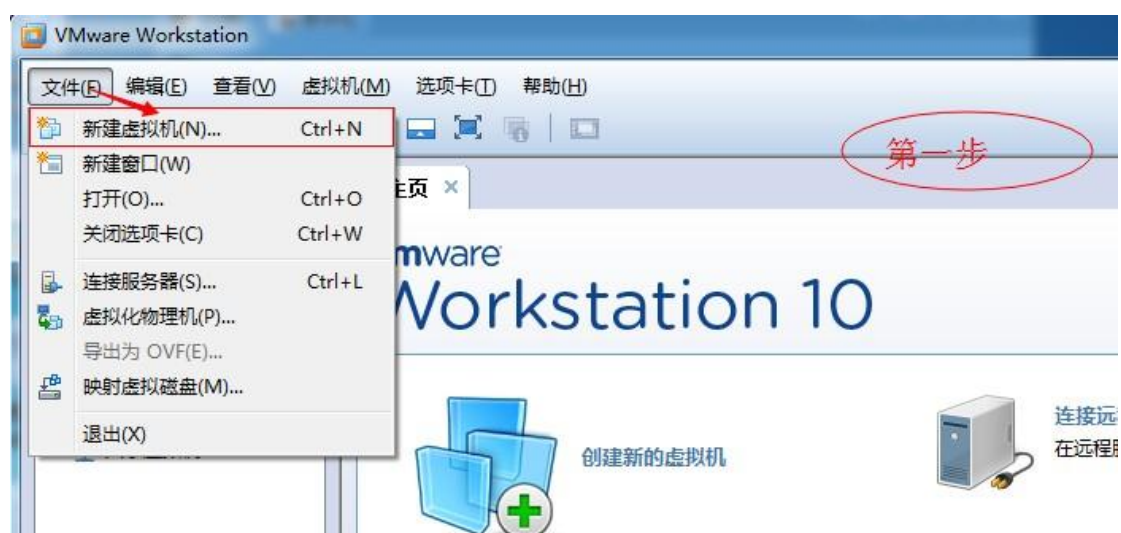 VMware Workstation
文件(F) 编辑(E) 查看(V) 虚拟机(M) 选项卡(T) 帮助(H)
新建虚拟机(N)... Ctrl+N
第一步
新建窗口(W)
主页 ×
打开(O)... Ctrl+O
关闭选项卡(C) Ctrl+W
mware
连接服务器(S)... Ctrl+L
Workstation 10
虚拟化物理机(P)...
导出为 OVF(E)...
映射虚拟磁盘(M)...
退出(X)
创建新的虚拟机
连接远
在远程